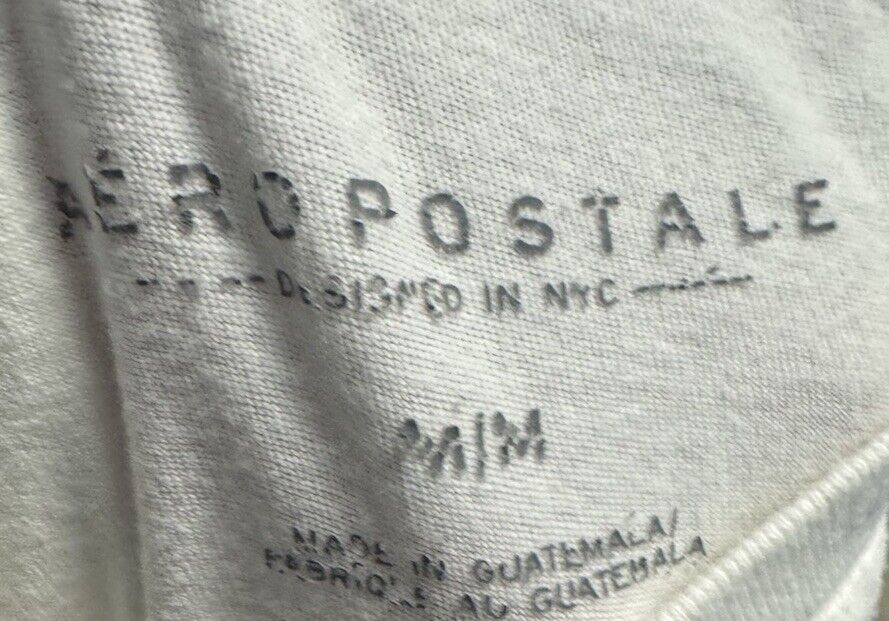 AÉROPOSTALE
DESIGNED IN NYC
M/M
MADE IN GUATEMALA/
FABRIQUÉ AU GUATEMALA